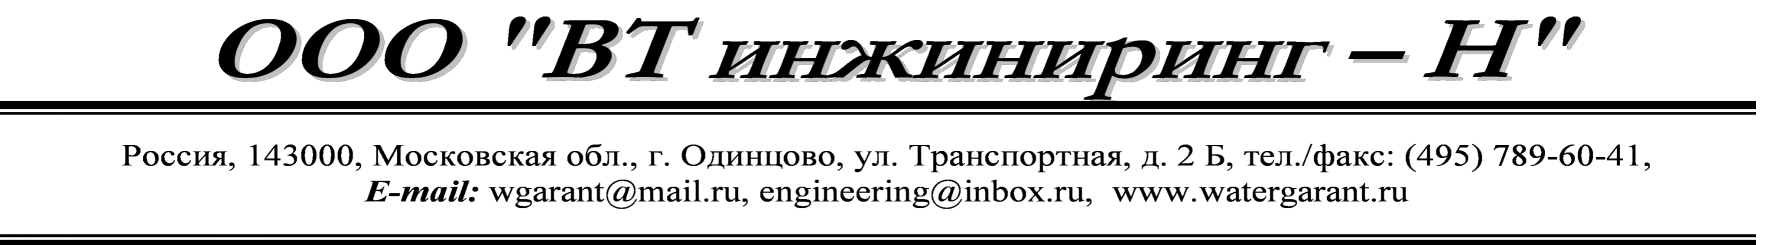 ООО "ВТ инжиниринг – Н"
Россия, 143000, Московская обл., г. Одинцово, ул. Транспортная, д. 2 Б, тел./факс: (495) 789-60-41,
E-mail: wgarant@mail.ru, engineering@inbox.ru, www.watergarant.ru